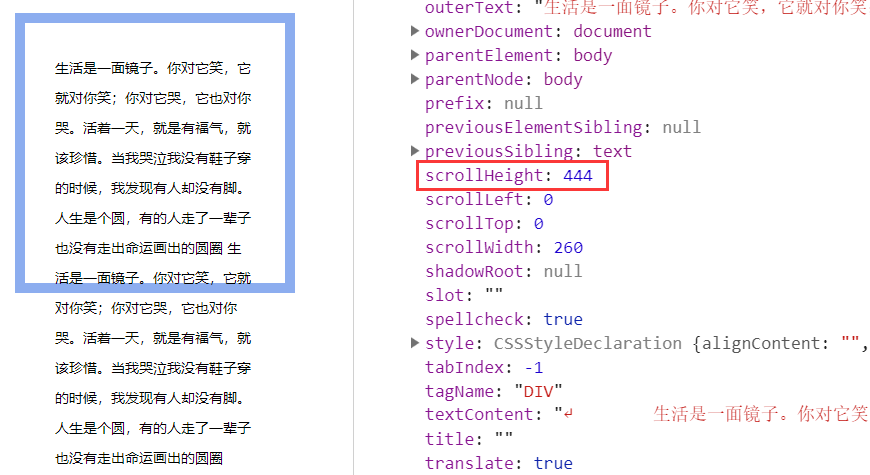 生活是一面镜子。你对它笑，它
就对你笑；你对它哭，它也对你
哭。活着一天，就是有福气，就
该珍惜。当我哭泣我没有鞋子穿
的时候，我发现有人却没有脚。
人生是个圆，有的人走了一辈子
也没有走出命运画出的圆圈 生
活是一面镜子。你对它笑，它就
对你笑；你对它哭，它也对你
哭。活着一天，就是有福气，就
该珍惜。当我哭泣我没有鞋子穿
的时候，我发现有人却没有脚。
人生是个圆，有的人走了一辈子
也没有走出命运画出的圆圈
outerText: "生活是一面镜子。你对它笑，它就对你笑
ownerDocument: document
parentElement: body
parentNode: body
prefix: null
previousElementSibling: null
previousSibling: text
scrollHeight: 444
scrollLeft: 0
scrollTop: 0
scrollWidth: 260
shadowRoot: null
slot: ""
spellcheck: true
style: CSSStyleDeclaration {alignContent: "",
tabIndex: -1
tagName: "DIV"
textContent: "↵ 生活是一面镜子。你对它笑
title: ""
translate: true